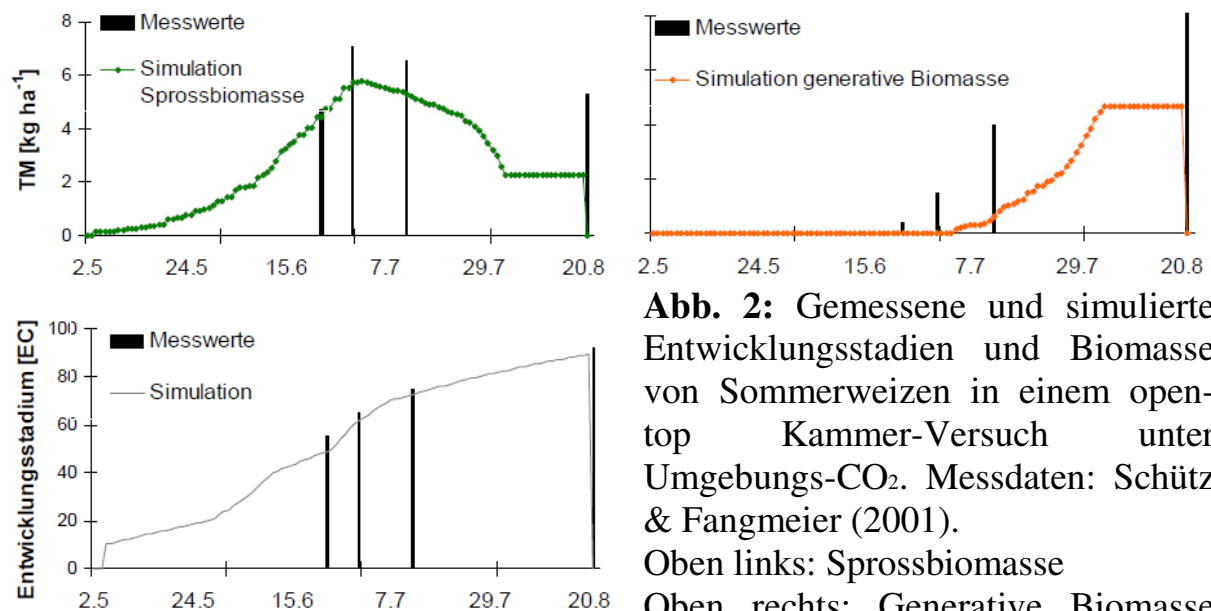 8
6
4
2
0
TM [kg ha⁻¹]
Messwerte
Simulation
Sprossbiomasse
2.5 24.5 15.6 7.7 29.7 20.8
Messwerte
Simulation generative Biomasse
2.5 24.5 15.6 7.7 29.7 20.8
100
80
60
40
20
0
Entwicklungsstadium [EC]
Messwerte
Simulation
2.5 24.5 15.6 7.7 29.7 20.8
Abb. 2: Gemessene und simulierte
Entwicklungsstadien und Biomasse
von Sommerweizen in einem open-
top Kammer-Versuch unter
Umgebungs-CO₂. Messdaten: Schütz
& Fangmeier (2001).
Oben links: Sprossbiomasse
Oben rechts: Generative Biomasse